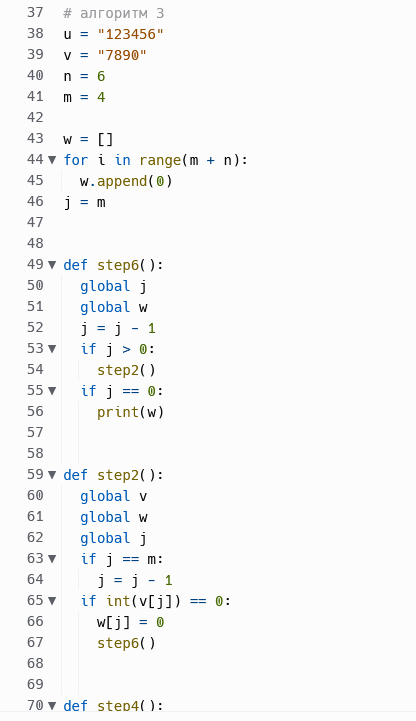 37 # алгоритм 3
38 u = "123456"
39 v = "7890"
40 n = 6
41 m = 4
42
43 w = []
44 ▼ for i in range(m + n):
45 w.append(0)
46 j = m
47
48
49 ▼ def step6():
50 global j
51 global w
52 j = j - 1
53 ▼ if j > 0:
54 step2()
55 ▼ if j == 0:
56 print(w)
57
58
59 ▼ def step2():
60 global v
61 global w
62 global j
63 ▼ if j == m:
64 j = j - 1
65 ▼ if int(v[j]) == 0:
66 w[j] = 0
67 step6()
68
69
70 ▼ def step4():